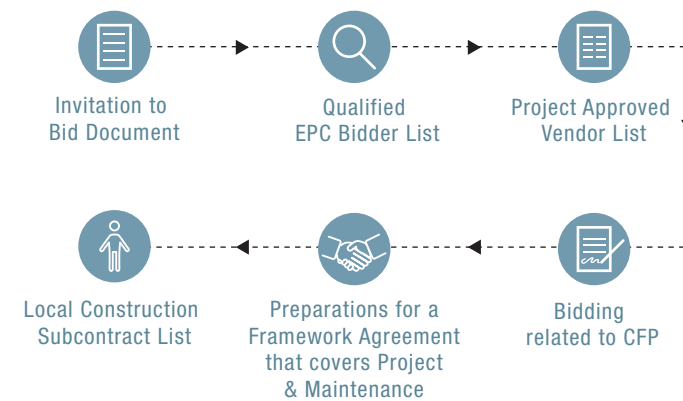 Invitation to
Bid Document
Qualified
EPC Bidder List
Project Approved
Vendor List
Local Construction
Subcontract List
Preparations for a
Framework Agreement
that covers Project
& Maintenance
Bidding
related to CFP